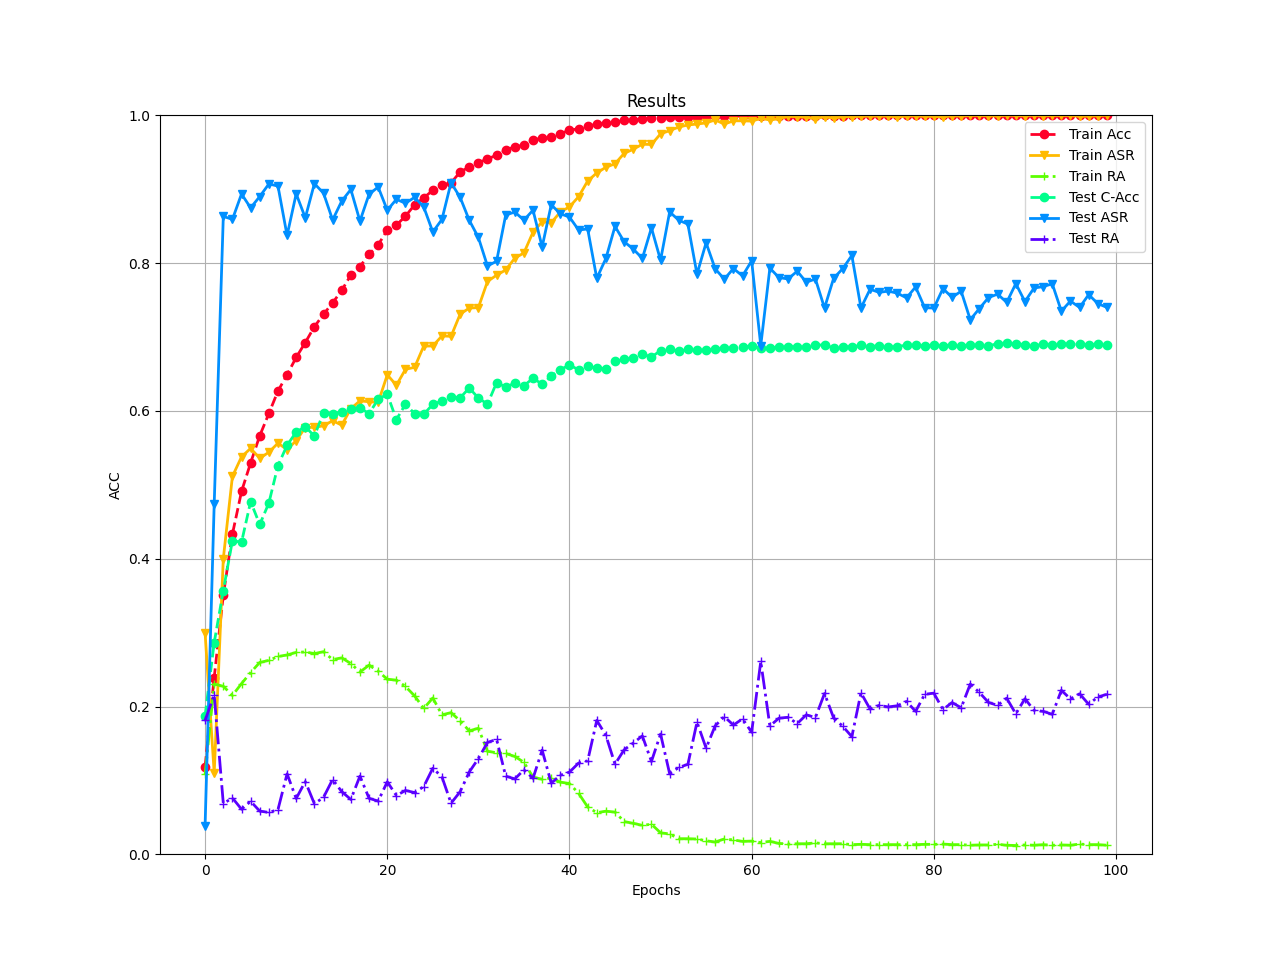 Results
1.0
0.8
0.6
0.4
0.2
0.0
ACC
0
20
40
60
80
100
Epochs
Train Acc
Train ASR
Train RA
Test C-Acc
Test ASR
Test RA